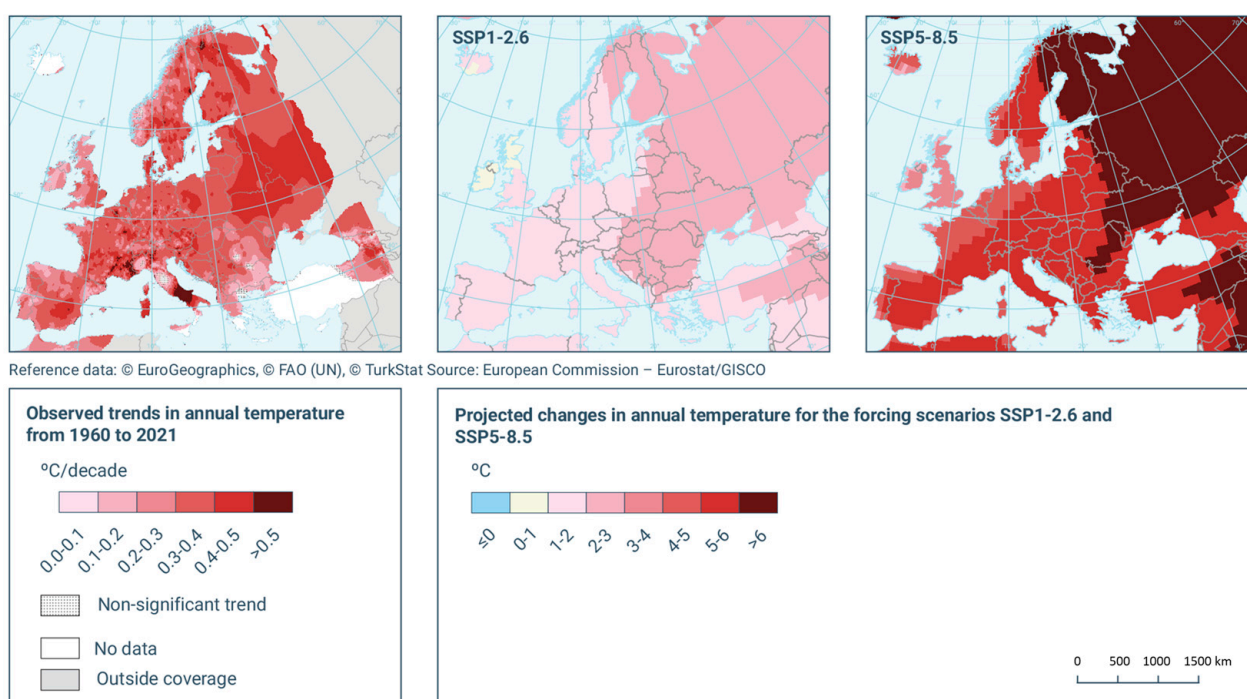 SSP1-2.6
SSP5-8.5
Reference data: © EuroGeographics, © FAO (UN), © TurkStat Source: European Commission – Eurostat/GISCO
Observed trends in annual temperature
from 1960 to 2021
ºC/decade
0.0-0.1
0.1-0.2
0.2-0.3
0.3-0.4
0.4-0.5
>0.5
Non-significant trend
No data
Outside coverage
Projected changes in annual temperature for the forcing scenarios SSP1-2.6 and
SSP5-8.5
ºC
≤0
0-1
1-2
2-3
3-4
4-5
5-6
>6
0 500 1000 1500 km